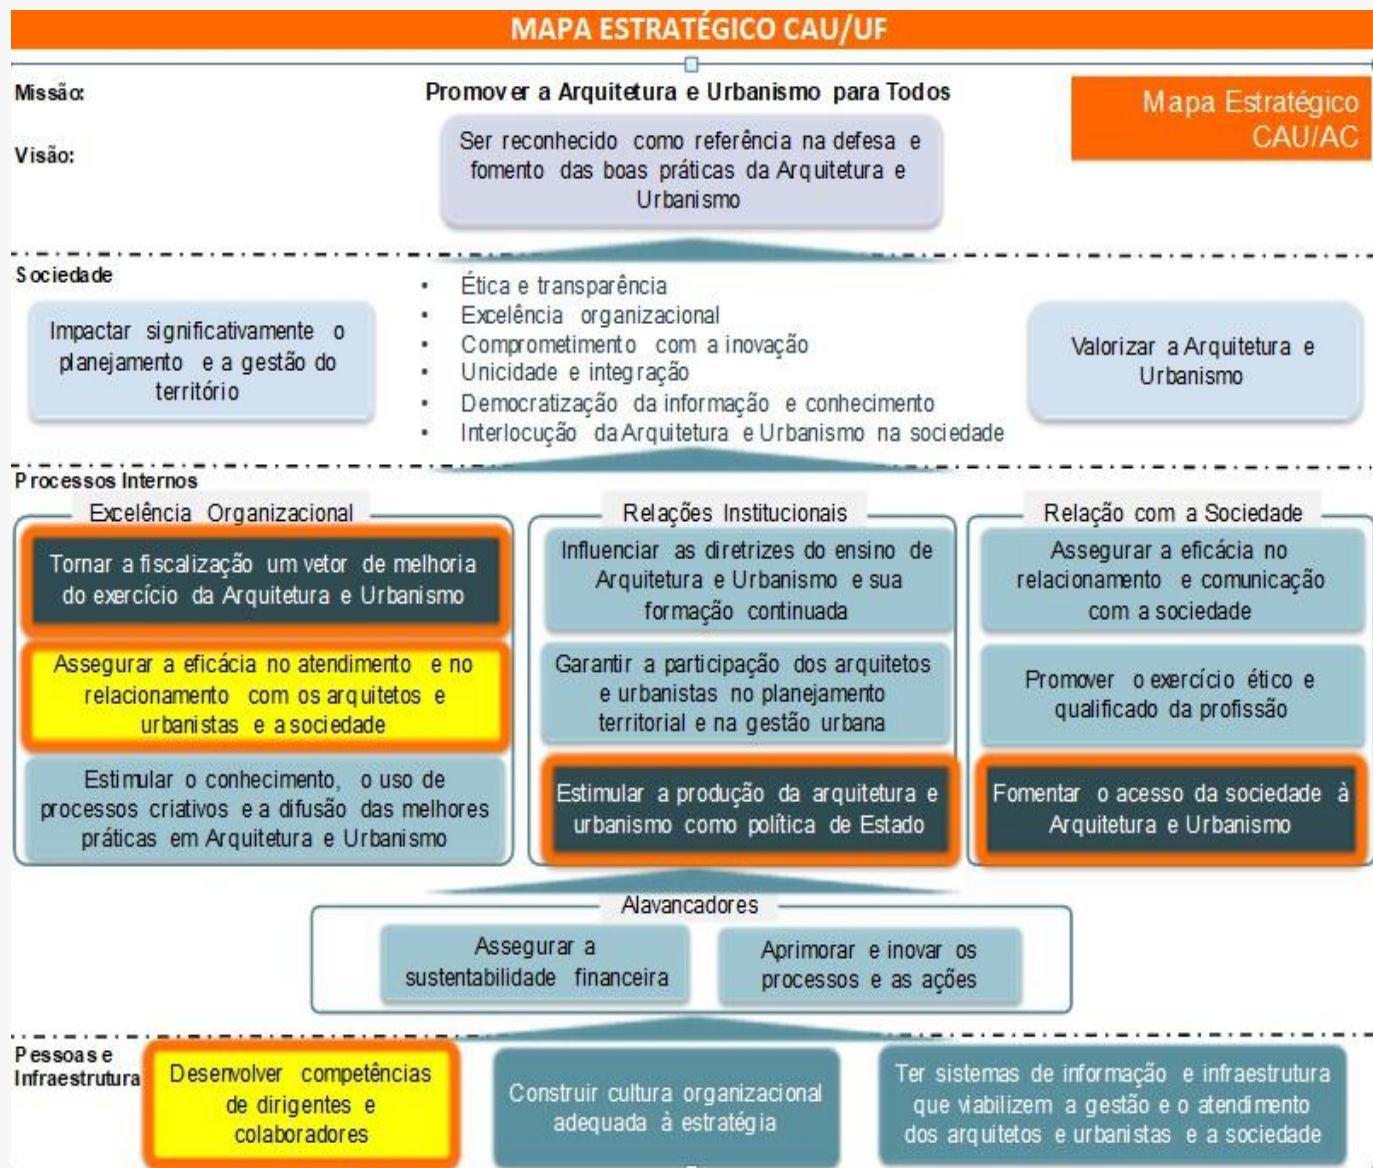 MAPA ESTRATÉGICO CAU/UF
Missão:
Promover a Arquitetura e Urbanismo para Todos
Mapa Estratégico
CAU/AC
Visão:
Ser reconhecido como referência na defesa e
fomento das boas práticas da Arquitetura e
Urbanismo
Sociedade
Impactar significativamente o
planejamento e a gestão do
território
• Ética e transparência
• Excelência organizacional
• Comprometimento com a inovação
• Unicidade e integração
• Democratização da informação e conhecimento
• Interlocução da Arquitetura e Urbanismo na sociedade
Valorizar a Arquitetura e
Urbanismo
Processos Internos
Excelência Organizacional
Tornar a fiscalização um vetor de melhoria
do exercício da Arquitetura e Urbanismo
Assegurar a eficácia no atendimento e no
relacionamento com os arquitetos e
urbanistas e a sociedade
Estimular o conhecimento, o uso de
processos criativos e a difusão das melhores
práticas em Arquitetura e Urbanismo
Relações Institucionais
Influenciar as diretrizes do ensino de
Arquitetura e Urbanismo e sua
formação continuada
Garantir a participação dos arquitetos
e urbanistas no planejamento
territorial e na gestão urbana
Estimular a produção da arquitetura e
urbanismo como política de Estado
Relação com a Sociedade
Assegurar a eficácia no
relacionamento e comunicação
com a sociedade
Promover o exercício ético e
qualificado da profissão
Fomentar o acesso da sociedade à
Arquitetura e Urbanismo
Alavancadores
Assegurar a
sustentabilidade financeira
Aprimorar e inovar os
processos e as ações
Pessoas e
Infraestrutura
Desenvolver competências
de dirigentes e
colaboradores
Construir cultura organizacional
adequada à estratégia
Ter sistemas de informação e infraestrutura
que viabilizem a gestão e o atendimento
dos arquitetos e urbanistas e a sociedade